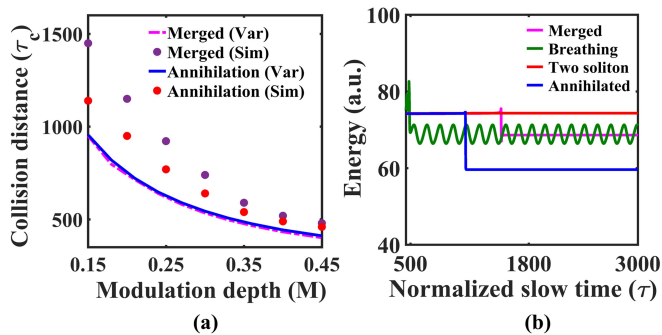 Collision distance (τc)
1500
1000
500
Merged (Var)
Merged (Sim)
Annihilation (Var)
Annihilation (Sim)
0.15 0.25 0.35 0.45
Modulation depth (M)
(a)
Energy (a.u.)
100
80
60
40
Merged
Breathing
Two soliton
Annihilated
500 1800 3000
Normalized slow time (τ)
(b)